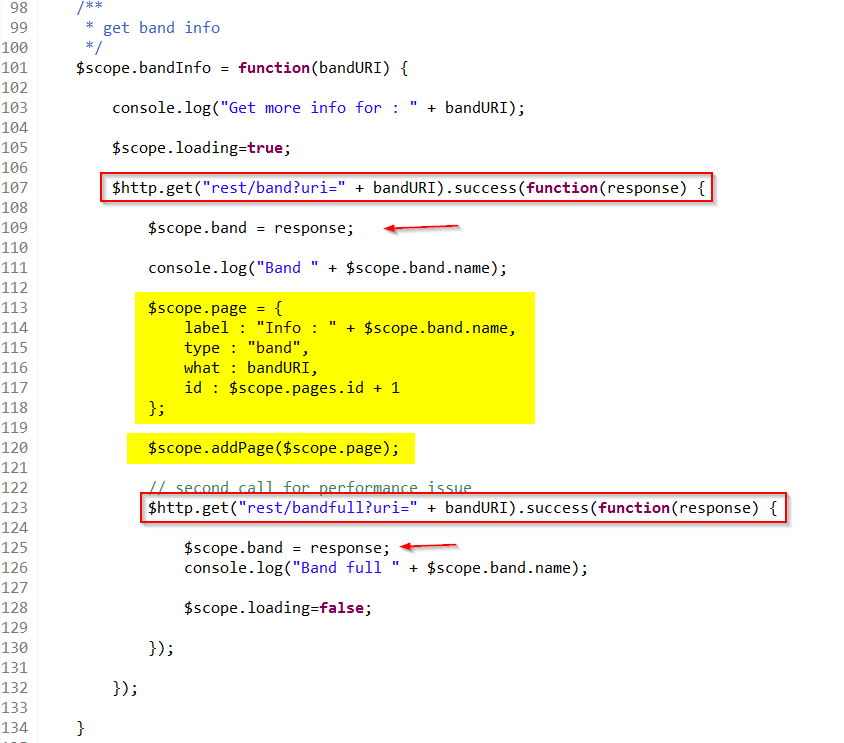 98 /**
99 * get band info
100 */
101 $scope.bandInfo = function(bandURI) {
102
103 console.log("Get more info for : " + bandURI);
104
105 $scope.loading=true;
106
107 $http.get("rest/band?uri=" + bandURI).success(function(response) {
108
109 $scope.band = response;
110
111 console.log("Band " + $scope.band.name);
112
113 $scope.page = {
114 label : "Info : " + $scope.band.name,
115 type : "band",
116 what : bandURI,
117 id : $scope.pages.id + 1
118 };
119
120 $scope.addPage($scope.page);
121
122 // second call for performance issue
123 $http.get("rest/bandfull?uri=" + bandURI).success(function(response) {
124
125 $scope.band = response;
126 console.log("Band full " + $scope.band.name);
127
128 $scope.loading=false;
129
130 });
131
132 });
133
134 }